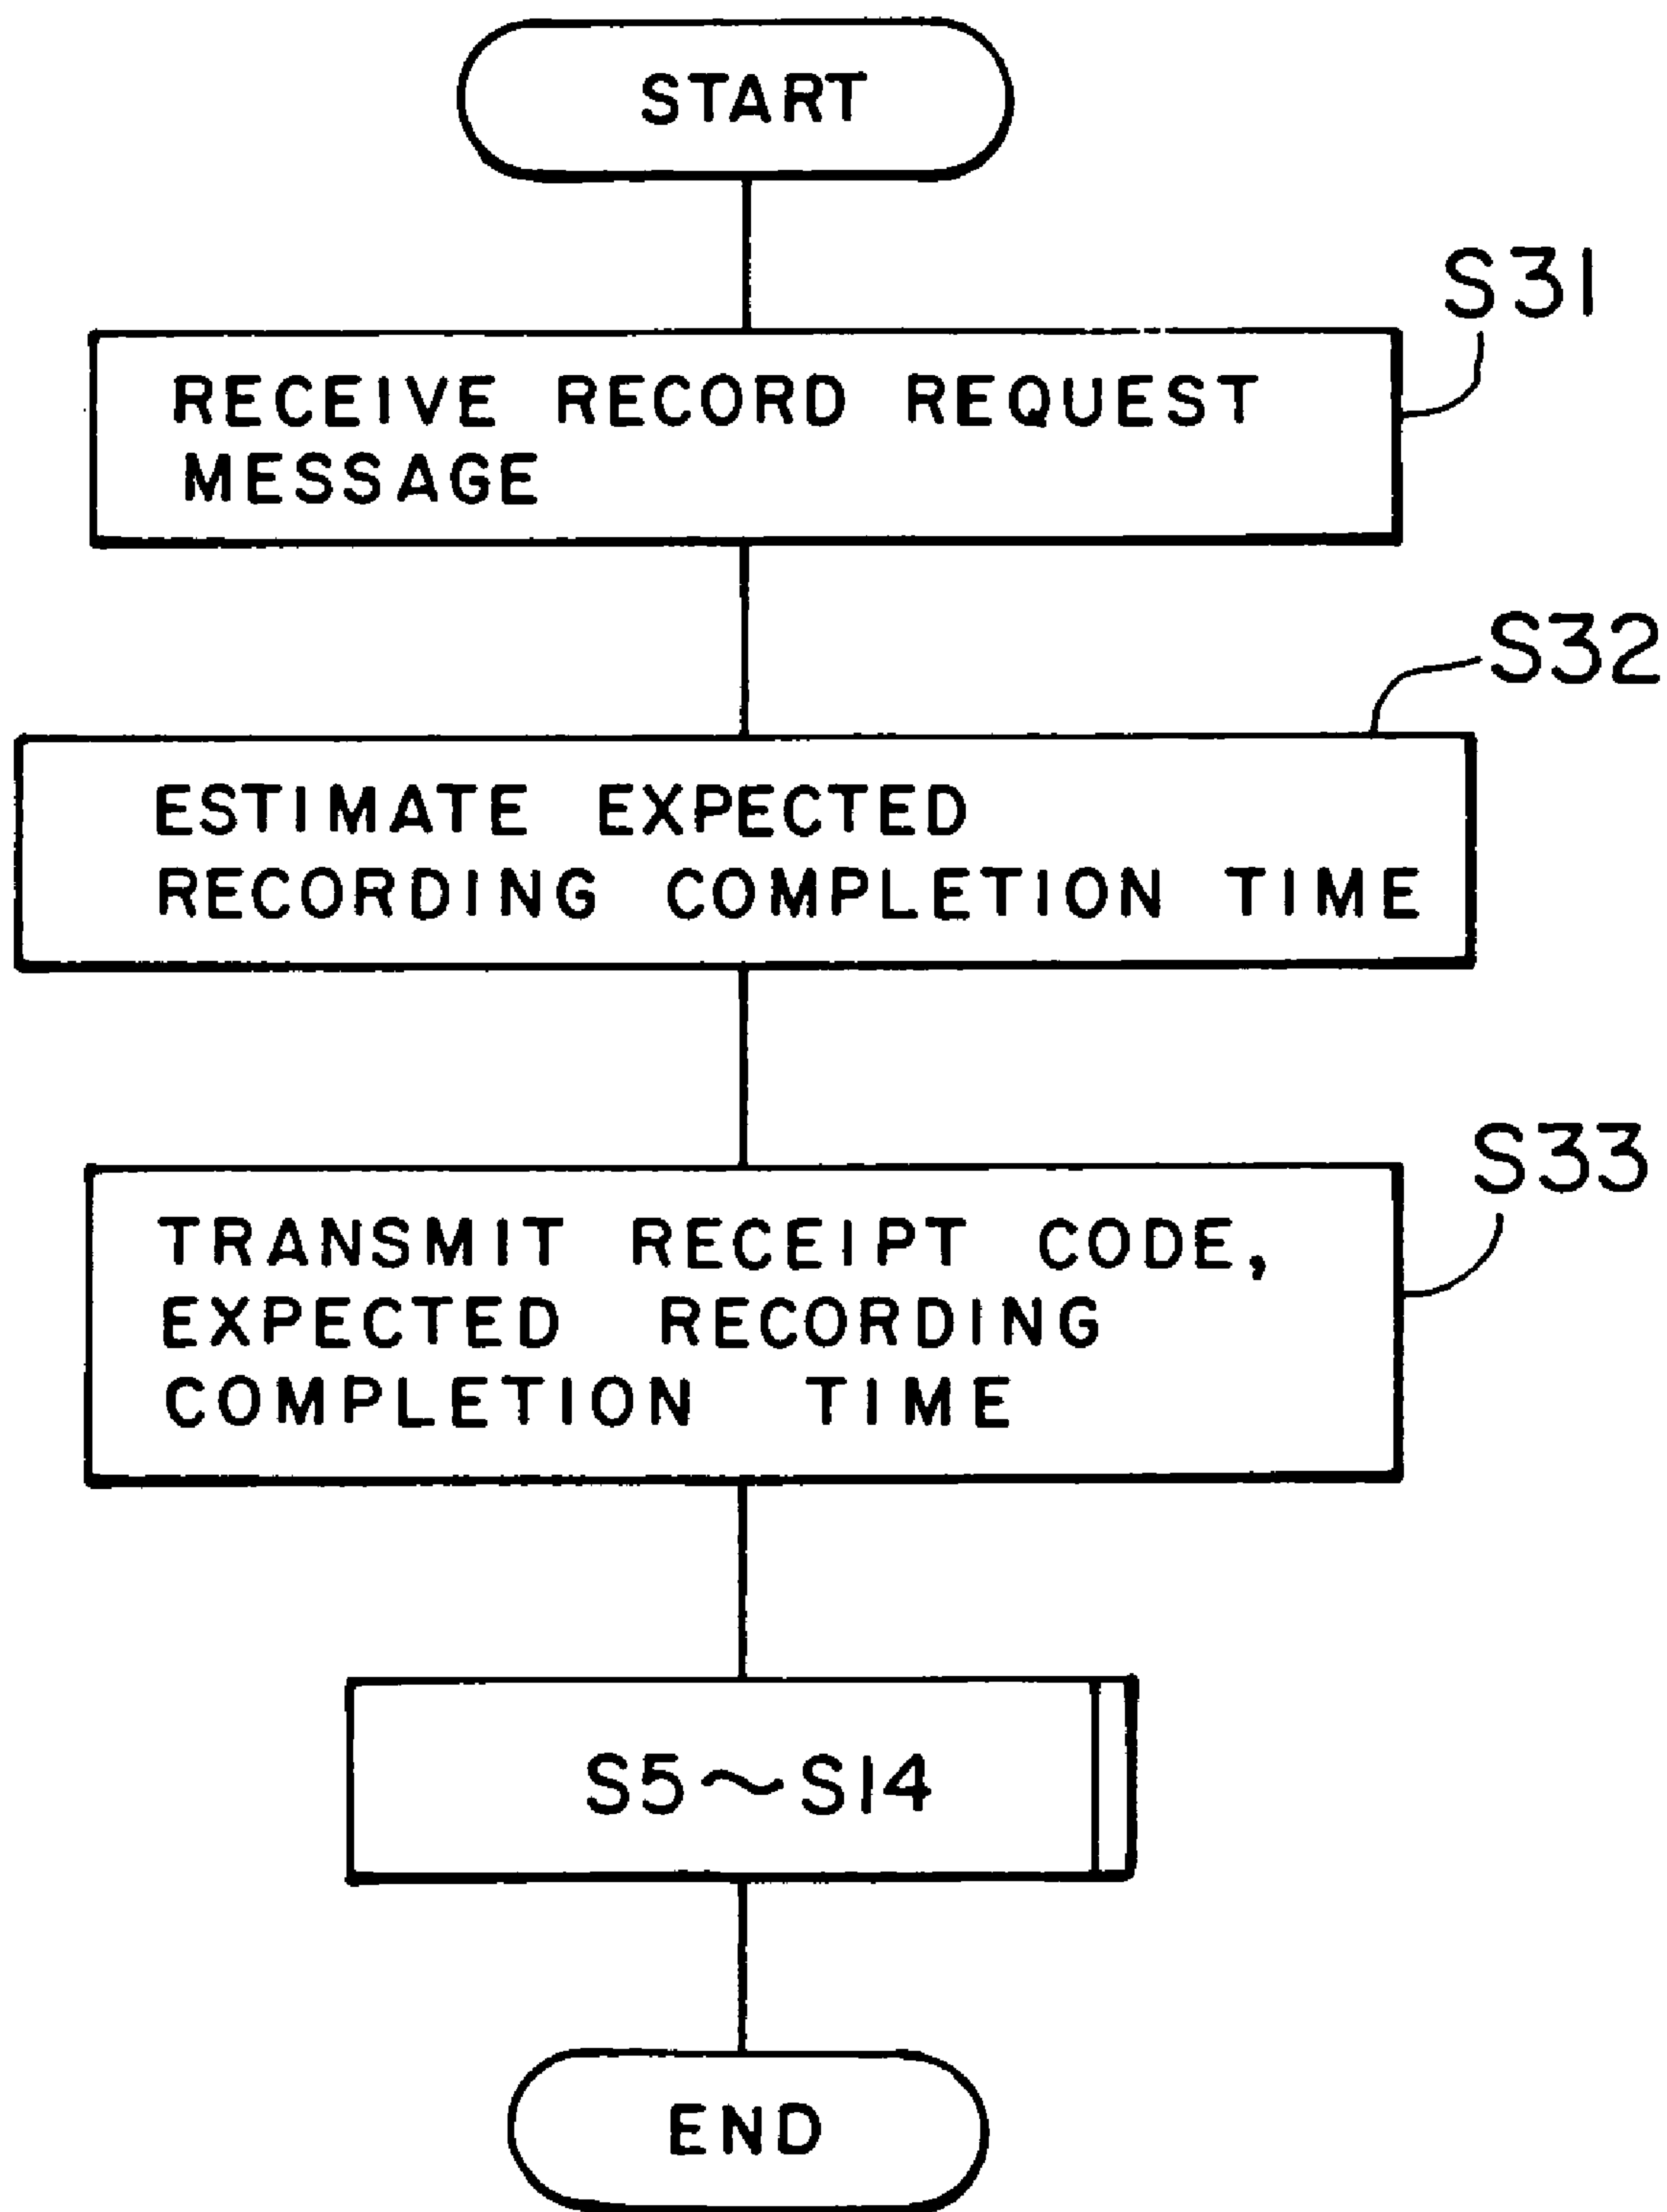 START
S31
RECEIVE RECORD REQUEST
MESSAGE
S32
ESTIMATE EXPECTED
RECORDING COMPLETION TIME
S33
TRANSMIT RECEIPT CODE,
EXPECTED RECORDING
COMPLETION TIME
S5~S14
END